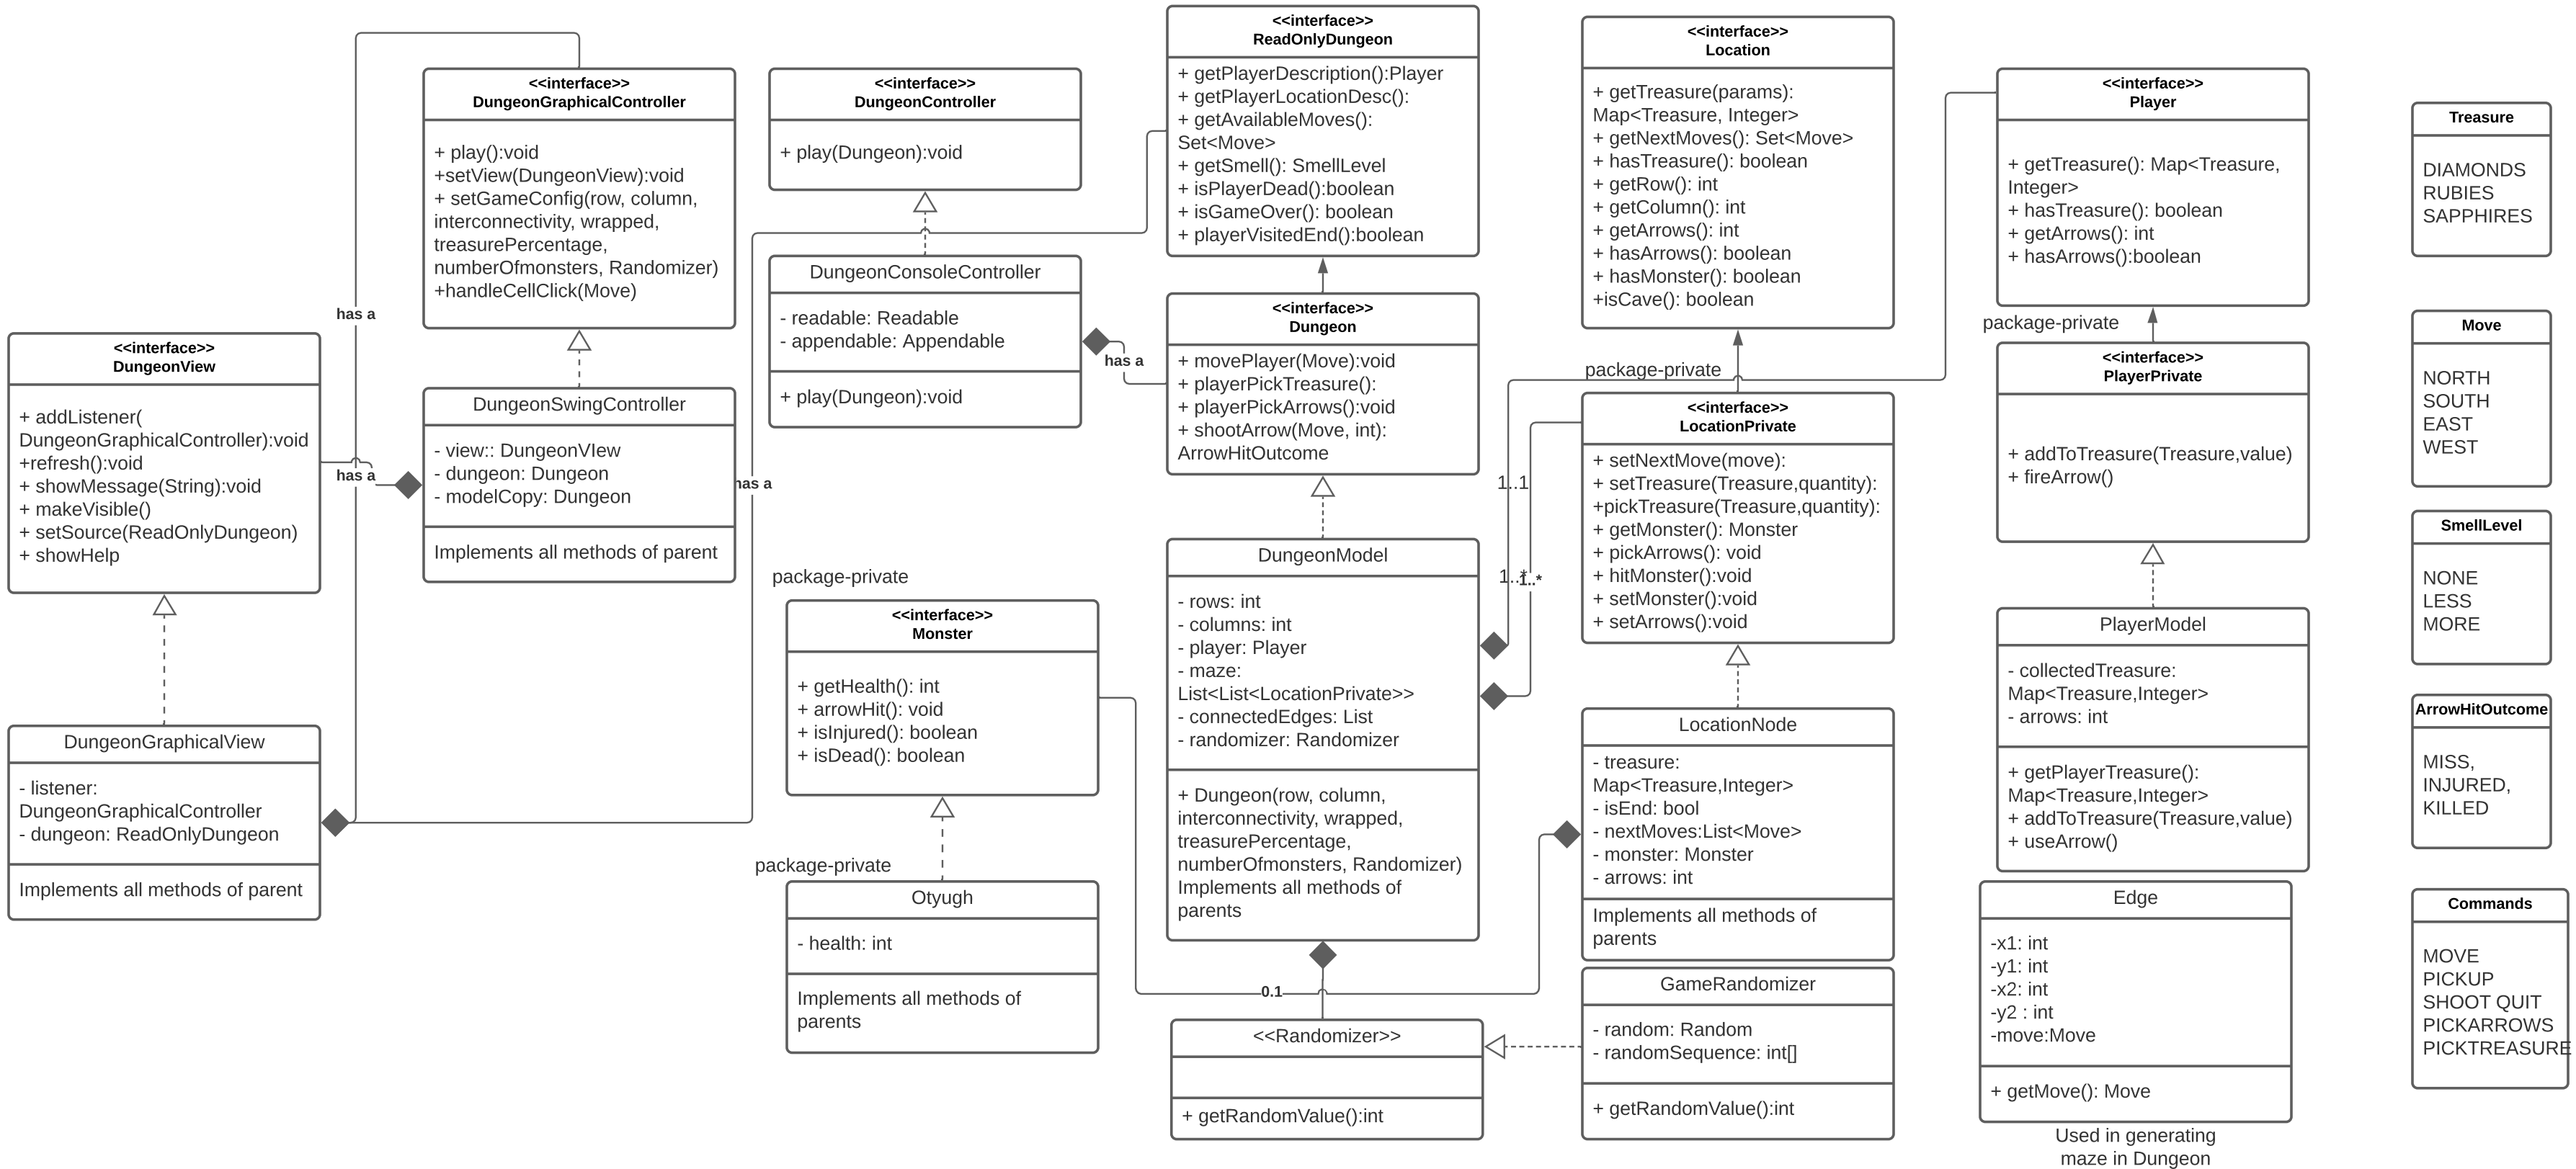 <<interface>>
DungeonView
+ addListener(
DungeonGraphicalController):void
+refresh():void
+ showMessage(String):void
+ makeVisible()
+ setSource(ReadOnlyDungeon)
+ showHelp
DungeonGraphicalView
- listener:
DungeonGraphicalController
- dungeon: ReadOnlyDungeon
Implements all methods of parent
has a
has a
<<interface>>
DungeonGraphicalController
+ play():void
+setView(DungeonView):void
+ setGameConfig(row, column,
interconnectivity, wrapped,
treasurePercentage,
numberOfmonsters, Randomizer)
+handleCellClick(Move)
DungeonSwingController
- view:: DungeonVIew
- dungeon: Dungeon
- modelCopy: Dungeon
Implements all methods of parent
has a
<<interface>>
DungeonController
+ play(Dungeon):void
DungeonConsoleController
- readable: Readable
- appendable: Appendable
+ play(Dungeon):void
has a
package-private
<<interface>>
Monster
+ getHealth(): int
+ arrowHit(): void
+ isInjured(): boolean
+ isDead(): boolean
package-private
Otyugh
- health: int
Implements all methods of
parents
<<interface>>
ReadOnlyDungeon
+ getPlayerDescription():Player
+ getPlayerLocationDesc():
+ getAvailableMoves():
Set<Move>
+ getSmell(): SmellLevel
+ isPlayerDead():boolean
+ isGameOver(): boolean
+ playerVisitedEnd():boolean
<<interface>>
Dungeon
+ movePlayer(Move):void
+ playerPickTreasure():
+ playerPickArrows():void
+ shootArrow(Move, int):
ArrowHitOutcome
DungeonModel
- rows: int
- columns: int
- player: Player
- maze:
List<List<LocationPrivate>>
- connectedEdges: List
- randomizer: Randomizer
+ Dungeon(row, column,
interconnectivity, wrapped,
treasurePercentage,
numberOfmonsters, Randomizer)
Implements all methods of
parents
0.1
<<Randomizer>>
+ getRandomValue():int
1..1
1..*
1..*
<<interface>>
Location
+ getTreasure(params):
Map<Treasure, Integer>
+ getNextMoves(): Set<Move>
+ hasTreasure(): boolean
+ getRow(): int
+ getColumn(): int
+ getArrows(): int
+ hasArrows(): boolean
+ hasMonster(): boolean
+isCave(): boolean
package-private
<<interface>>
LocationPrivate
+ setNextMove(move):
+ setTreasure(Treasure,quantity):
+pickTreasure(Treasure,quantity):
+ getMonster(): Monster
+ pickArrows(): void
+ hitMonster():void
+ setMonster():void
+ setArrows():void
LocationNode
- treasure:
Map<Treasure,Integer>
- isEnd: bool
- nextMoves:List<Move>
- monster: Monster
- arrows: int
Implements all methods of
parents
GameRandomizer
- random: Random
- randomSequence: int[]
+ getRandomValue():int
<<interface>>
Player
+ getTreasure(): Map<Treasure,
Integer>
+ hasTreasure(): boolean
+ getArrows(): int
+ hasArrows():boolean
package-private
<<interface>>
PlayerPrivate
+ addToTreasure(Treasure,value)
+ fireArrow()
PlayerModel
- collectedTreasure:
Map<Treasure,Integer>
- arrows: int
+ getPlayerTreasure():
Map<Treasure,Integer>
+ addToTreasure(Treasure,value)
+ useArrow()
Edge
-x1: int
-y1: int
-x2: int
-y2 : int
-move:Move
+ getMove(): Move
Used in generating
maze in Dungeon
Treasure
DIAMONDS
RUBIES
SAPPHIRES
Move
NORTH
SOUTH
EAST
WEST
SmellLevel
NONE
LESS
MORE
ArrowHitOutcome
MISS,
INJURED,
KILLED
Commands
MOVE
PICKUP
SHOOT QUIT
PICKARROWS
PICKTREASURE